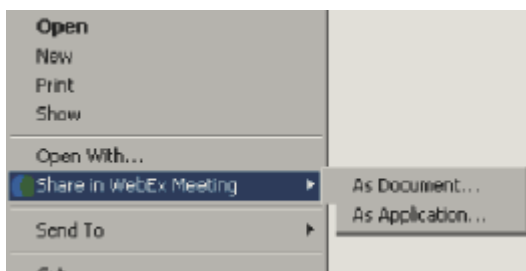 Open
New
Print
Show
Open With...
Share in WebEx Meeting
As Document...
As Application...
Send To